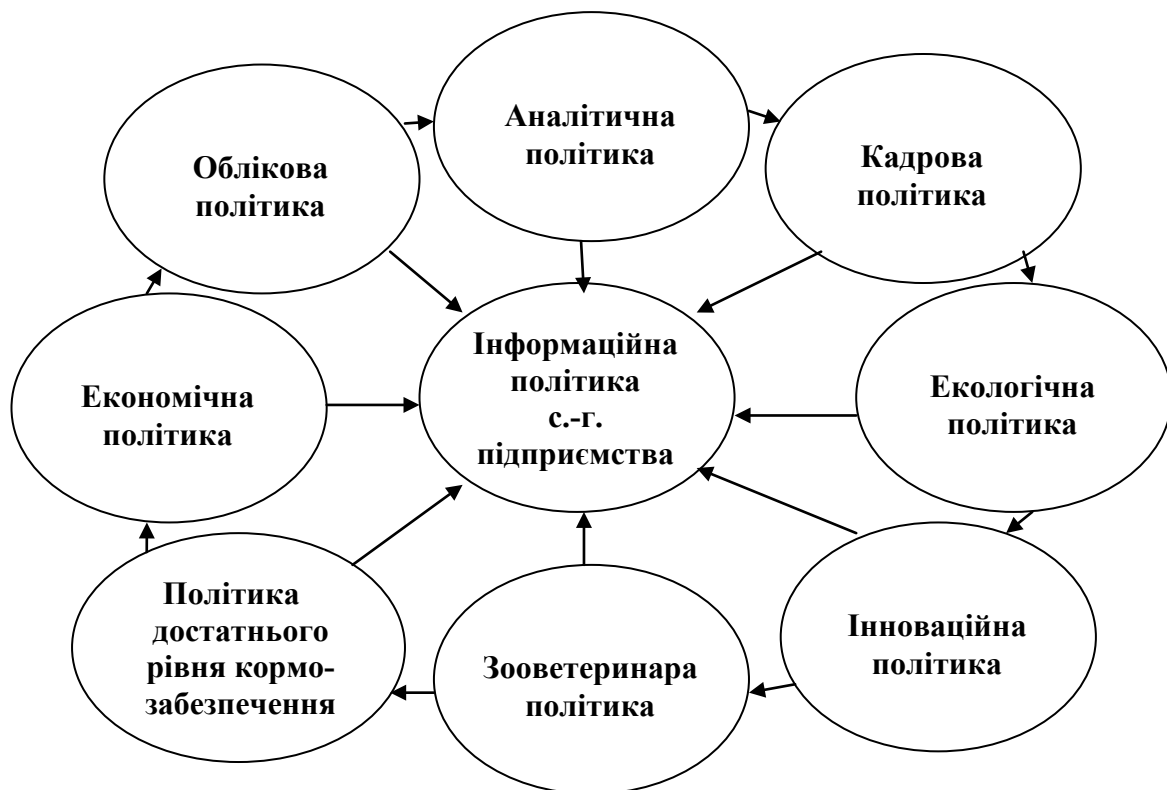 Аналітична
політика
Облікова
політика
Кадрова
політика
Інформаційна
політика
с.-г.
підприємства
Економічна
політика
Екологічна
політика
Політика
достатнього
рівня кормо-
забезпечення
Зооветеринара
політика
Інноваційна
політика